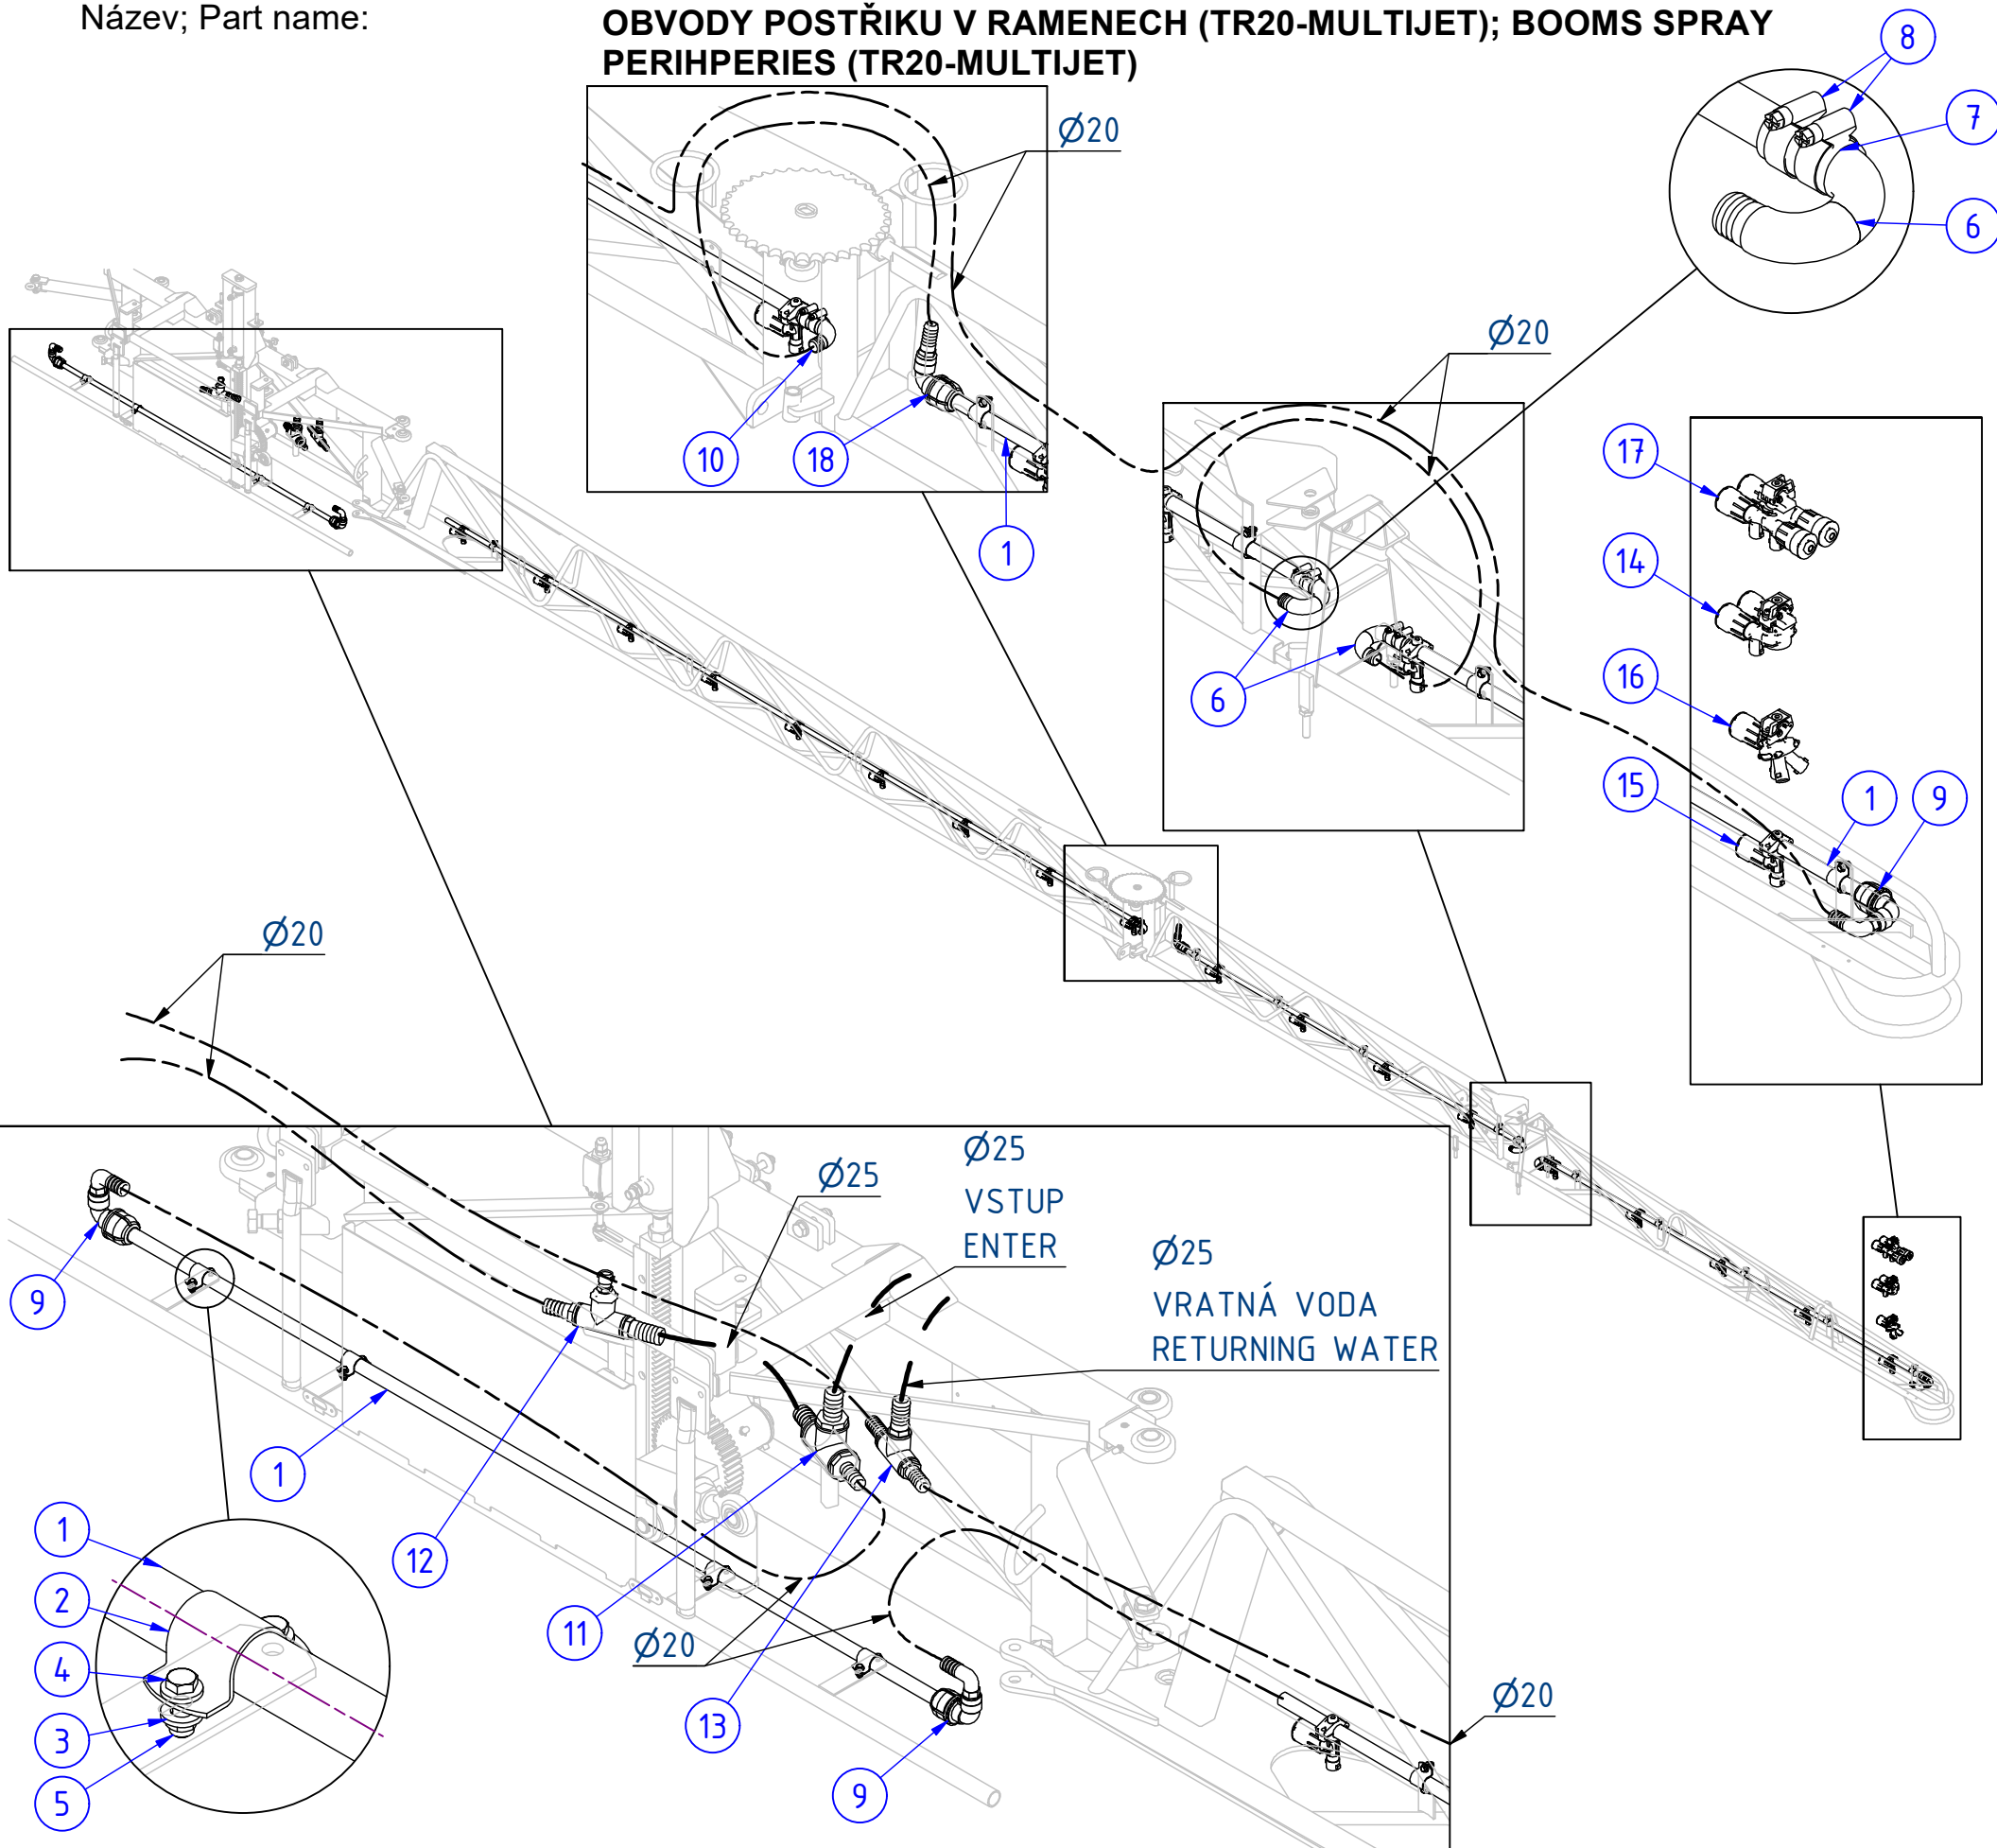 Název; Part name:
OBVODY POSTŘIKU V RAMENECH (TR20-MULTIJET); BOOMS SPRAY
PERIHPERIES (TR20-MULTIJET)
8
Ø20
7
6
Ø20
10
18
17
1
14
6
16
15
1
9
Ø20
Ø25
VSTUP
ENTER
Ø25
Ø25
VRATNÁ VODA
RETURNING WATER
9
1
12
11
Ø20
13
9
Ø20
1
2
4
3
5